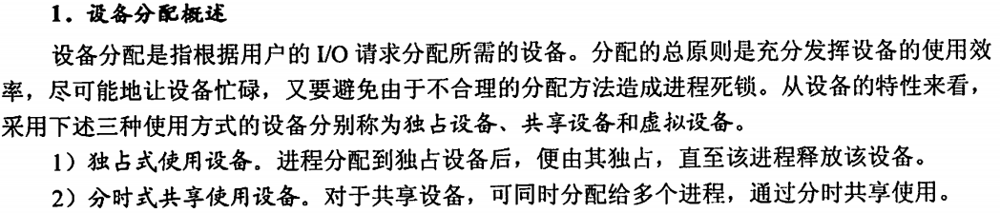 1。设备分配概述
设备分配是指根据用户的 I/O 请求分配所需的设备。分配的总原则是充分发挥设备的使用效
率，尽可能地让设备忙碌，又要避免由于不合理的分配方法造成进程死锁。从设备的特性来看，
采用下述三种使用方式的设备分别称为独占设备、共享设备和虚拟设备。
1）独占式使用设备。进程分配到独占设备后，便由其独占，直至该进程释放该设备。
2）分时式共享使用设备。对于共享设备，可同时分配给多个进程，通过分时共享使用。